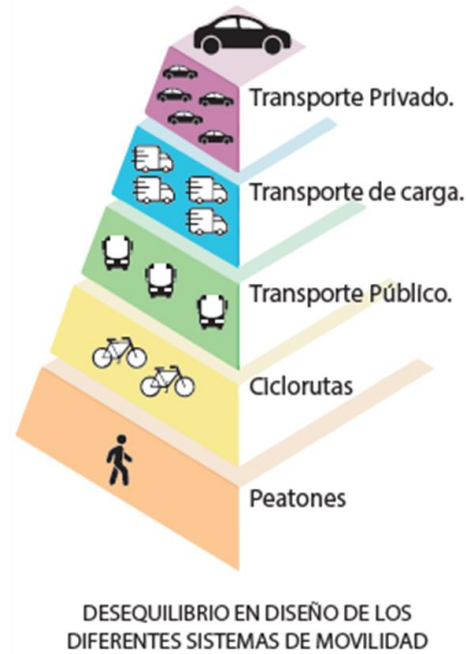 Transporte Privado.
Transporte de carga.
Transporte Público.
Ciclorutas
Peatones
DESEQUILIBRIO EN DISEÑO DE LOS
DIFERENTES SISTEMAS DE MOVILIDAD